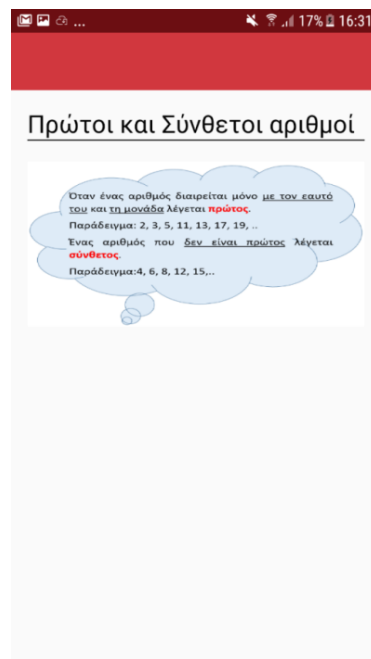 ... 17% 16:31
Πρώτοι και Σύνθετοι αριθμοί
Όταν ένας αριθμός διαιρείται μόνο με τον εαυτό
του και τη μονάδα λέγεται πρώτος.
Παράδειγμα: 2, 3, 5, 11, 13, 17, 19, ..
Ένας αριθμός που δεν είναι πρώτος λέγεται
σύνθετος.
Παράδειγμα:4, 6, 8, 12, 15,..